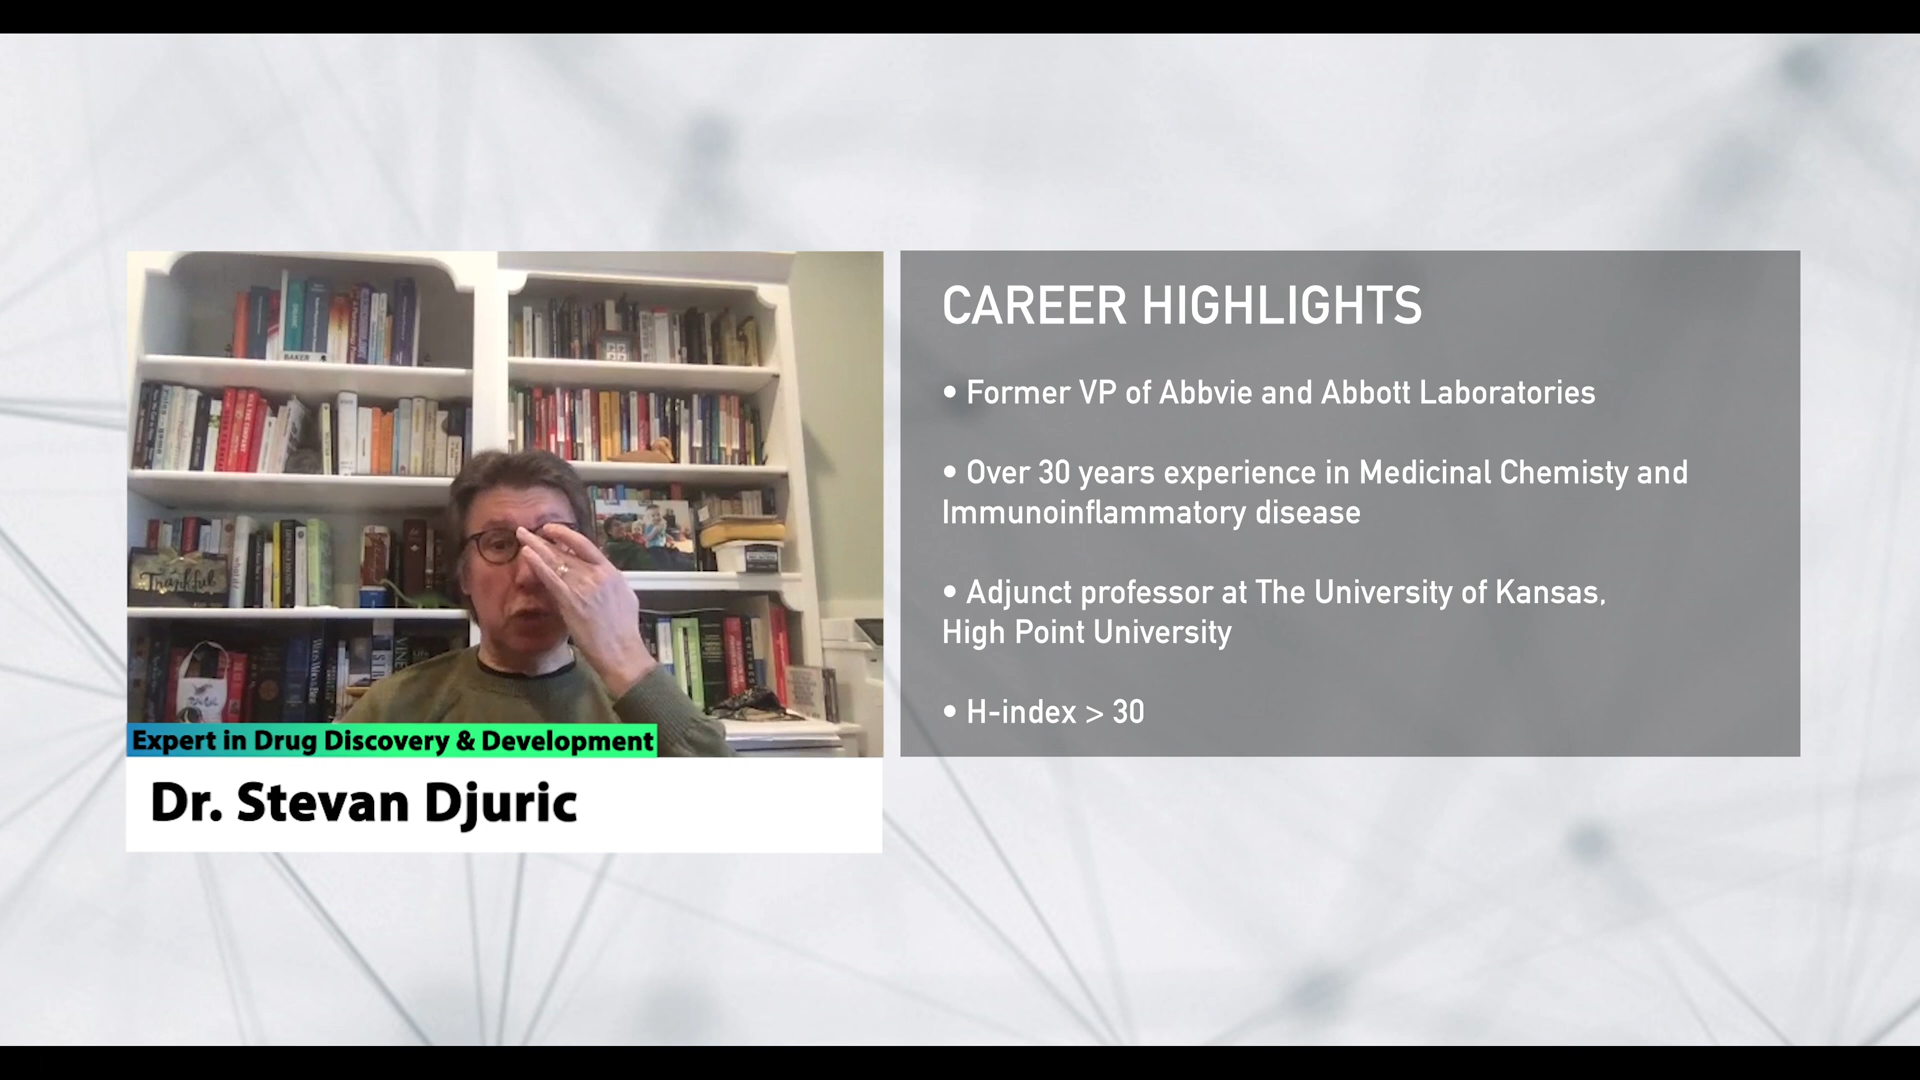 BAKER
Thankful
Expert in Drug Discovery & Development
Dr. Stevan Djuric
CAREER HIGHLIGHTS
• Former VP of Abbvie and Abbott Laboratories
• Over 30 years experience in Medicinal Chemisty and
Immunoinflammatory disease
• Adjunct professor at The University of Kansas,
High Point University
• H-index > 30